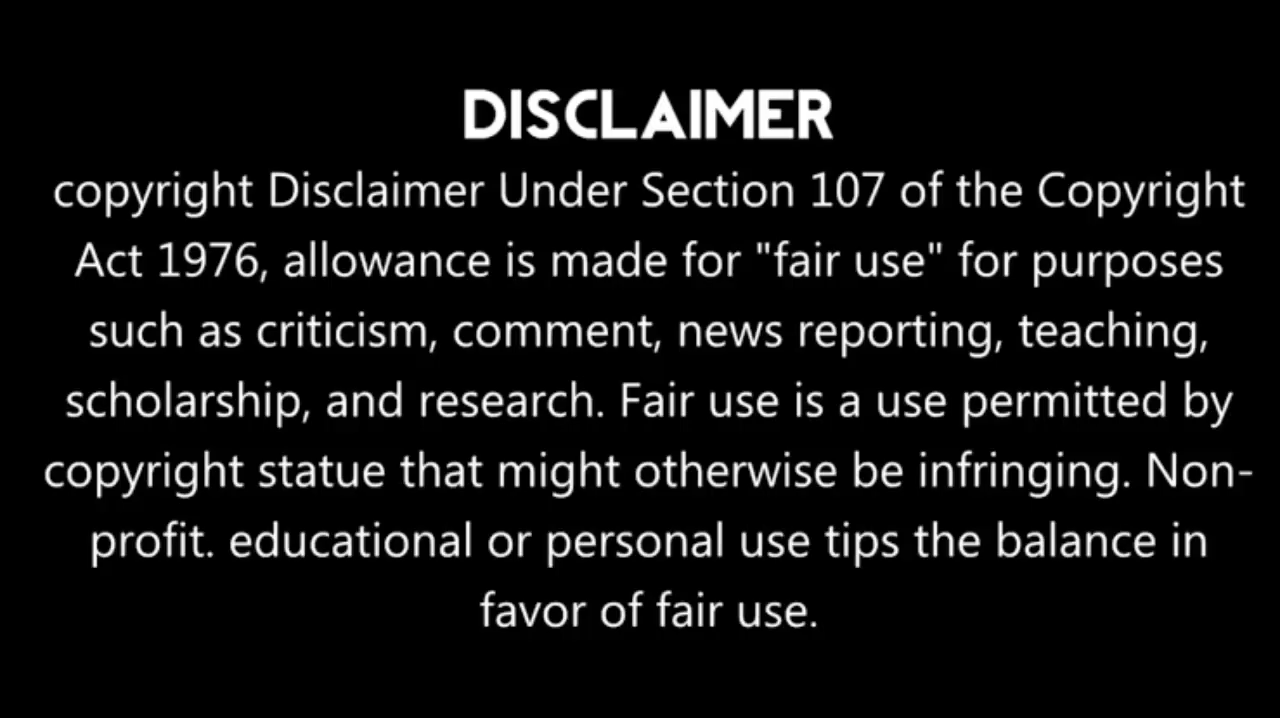 DISCLAIMER
copyright Disclaimer Under Section 107 of the Copyright
Act 1976, allowance is made for "fair use" for purposes
such as criticism, comment, news reporting, teaching,
scholarship, and research. Fair use is a use permitted by
copyright statue that might otherwise be infringing. Non-
profit. educational or personal use tips the balance in
favor of fair use.